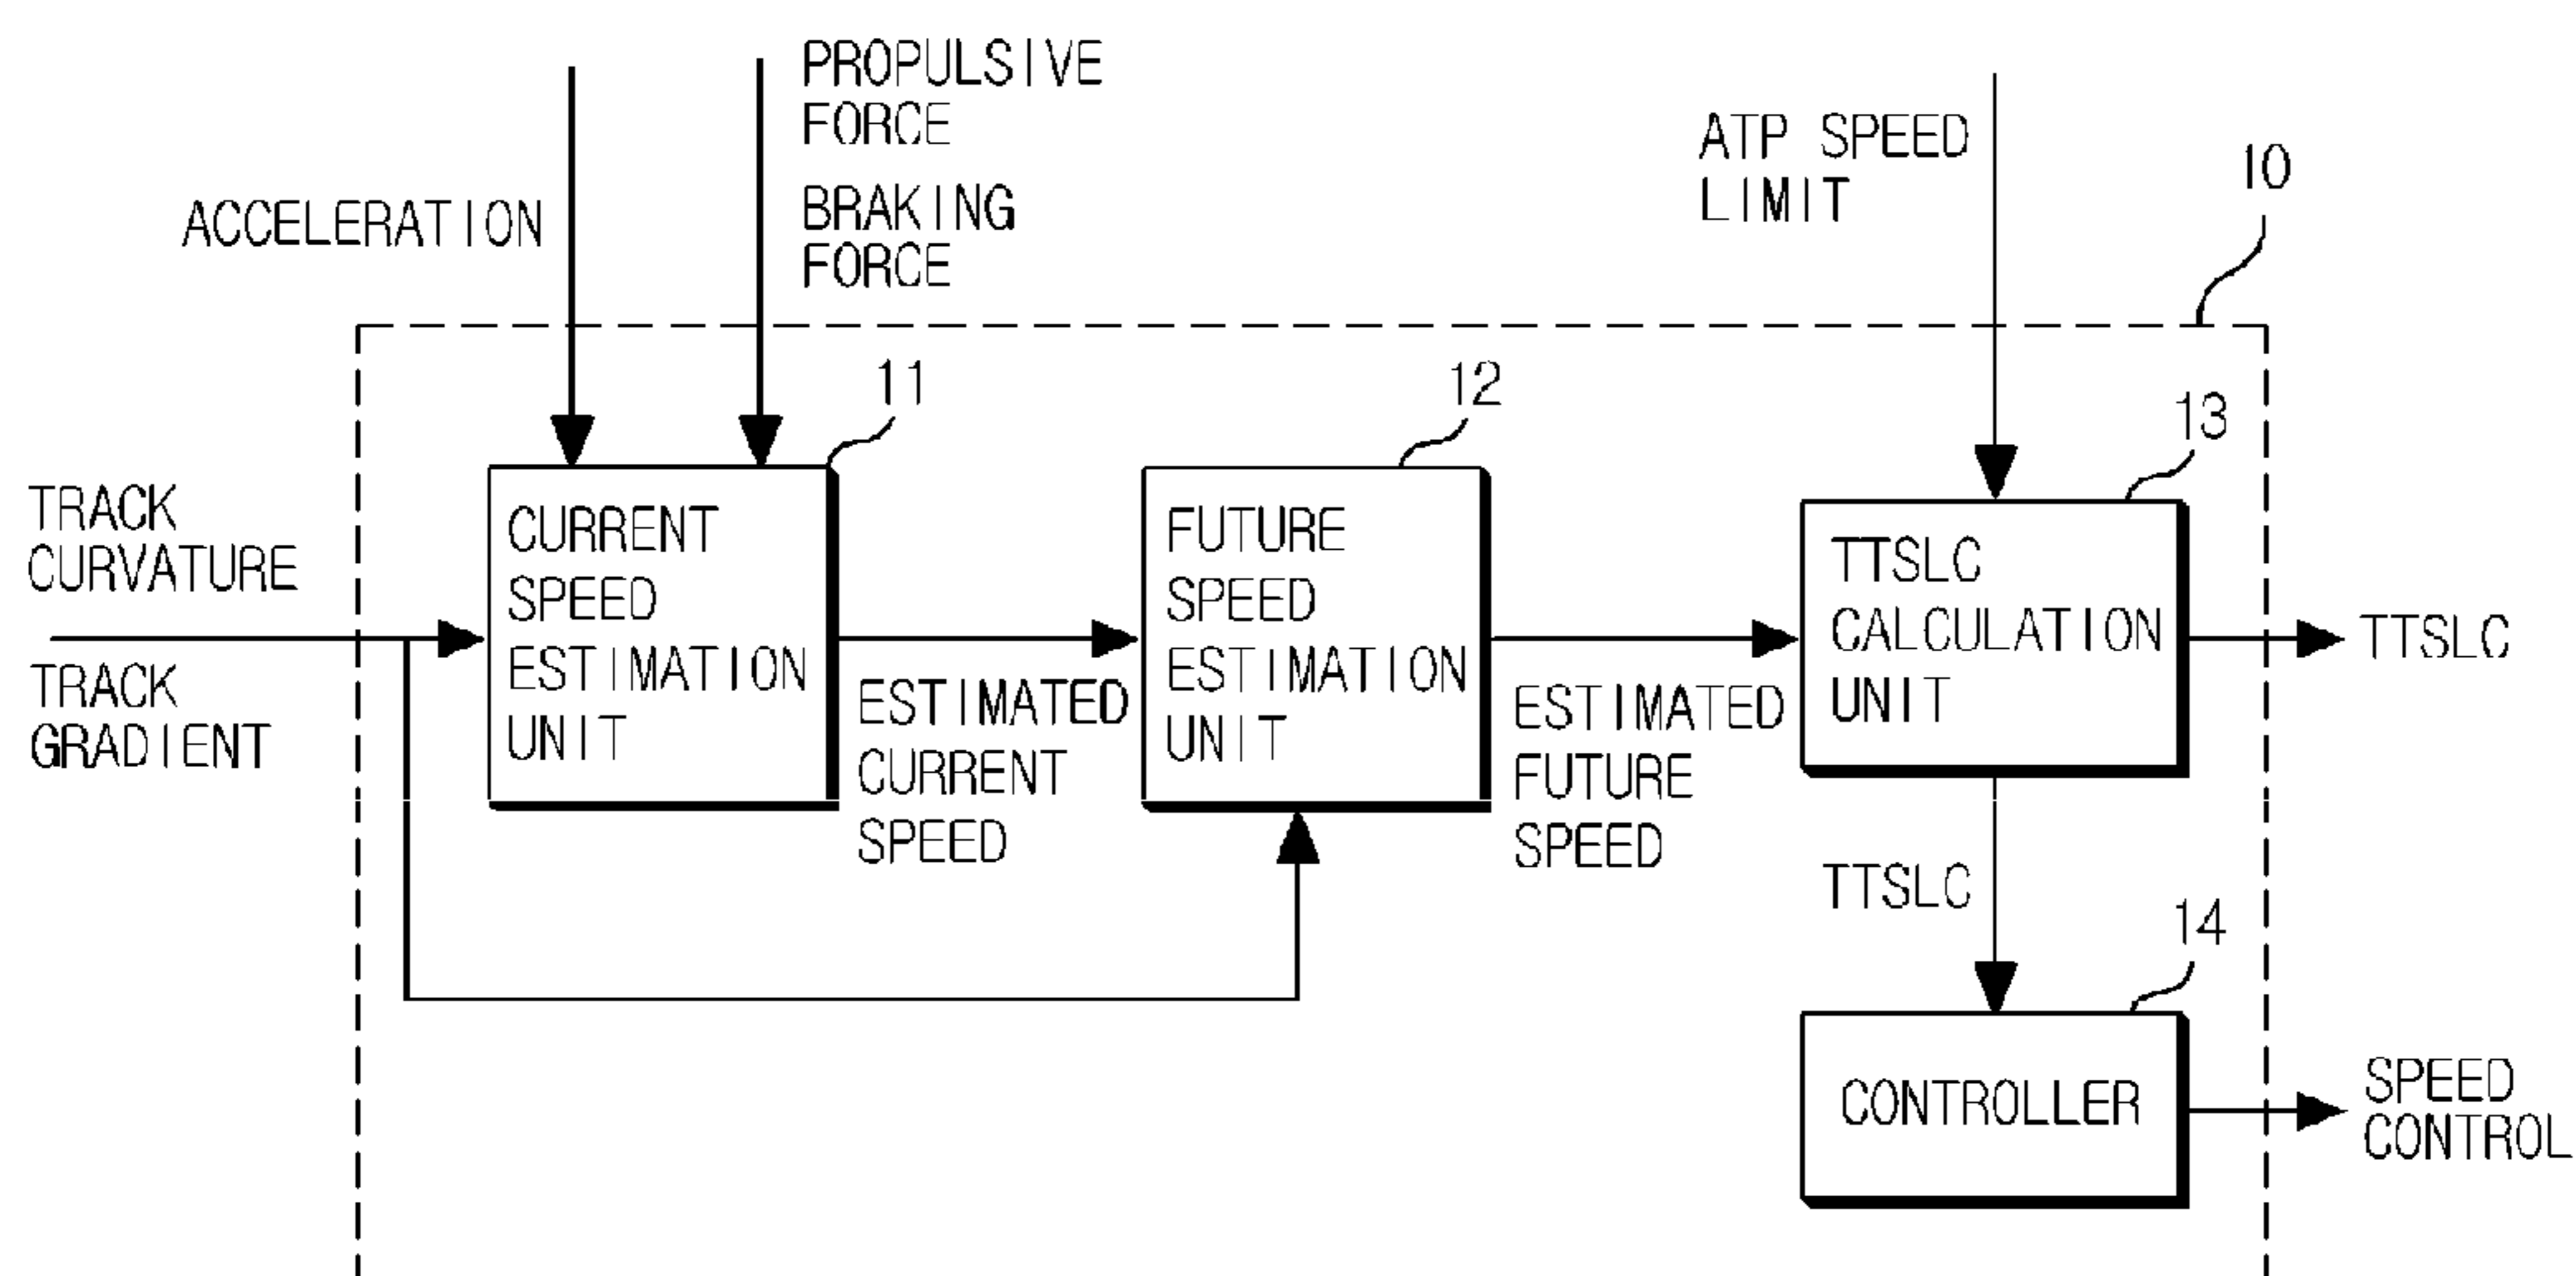 PROPULSIVE
FORCE
BRAKING
FORCE
ACCELERATION
ATP SPEED
LIMIT
10
11
12
13
TRACK
CURVATURE
TRACK
GRADIENT
CURRENT
SPEED
ESTIMATION
UNIT
ESTIMATED
CURRENT
SPEED
FUTURE
SPEED
ESTIMATION
UNIT
ESTIMATED
FUTURE
SPEED
TTSLC
CALCULATION
UNIT
TTSLC
TTSLC
14
CONTROLLER
SPEED
CONTROL